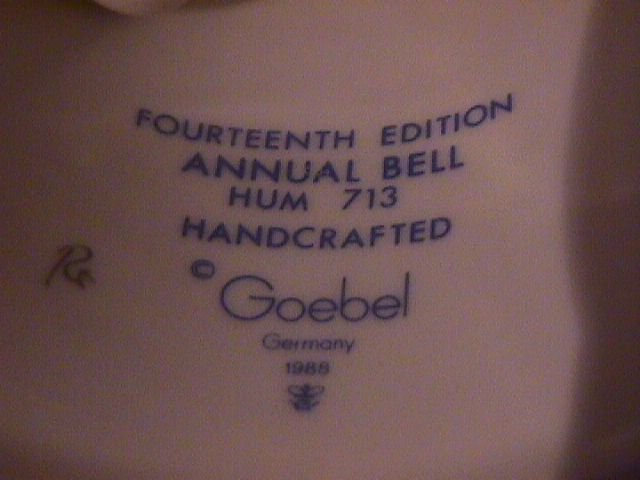 FOURTEENTH EDITION
ANNUAL BELL
HUM 713
HANDCRAFTED
© Goebel
Germany
1988